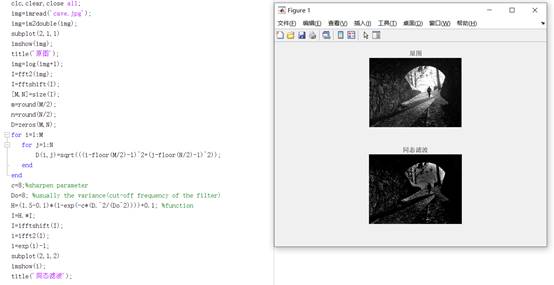 clc,clear,close all;
img=imread('cave.jpg');
img=im2double(img);
subplot(2,1,1)
imshow(img);
title('原图');
img=log(img+1);
I=fft2(img);
I=fftshift(I);
[M,N]=size(I);
m=round(M/2);
n=round(N/2);
D=zeros(M,N);
for i=1:M
for j=1:N
D(i,j)=sqrt(((i-floor(M/2)-1)^2+(j-floor(N/2)-1)^2));
end
end
c=8;%sharpen parameter
Do=8; %usually the variance(cut-off frequency of the filter)
H=(1.5-0.1)*(1-exp(-c*(D.^2/(Do^2))))+0.1; %function
I=H.*I;
I=ifftshift(I);
i=ifft2(I);
i=exp(i)-1;
subplot(2,1,2)
imshow(i);
title('同态滤波');
Figure 1
文件(F) 编辑(E) 查看(V) 插入(I) 工具(T) 桌面(D) 窗口(W) 帮助(H)
原图
同态滤波